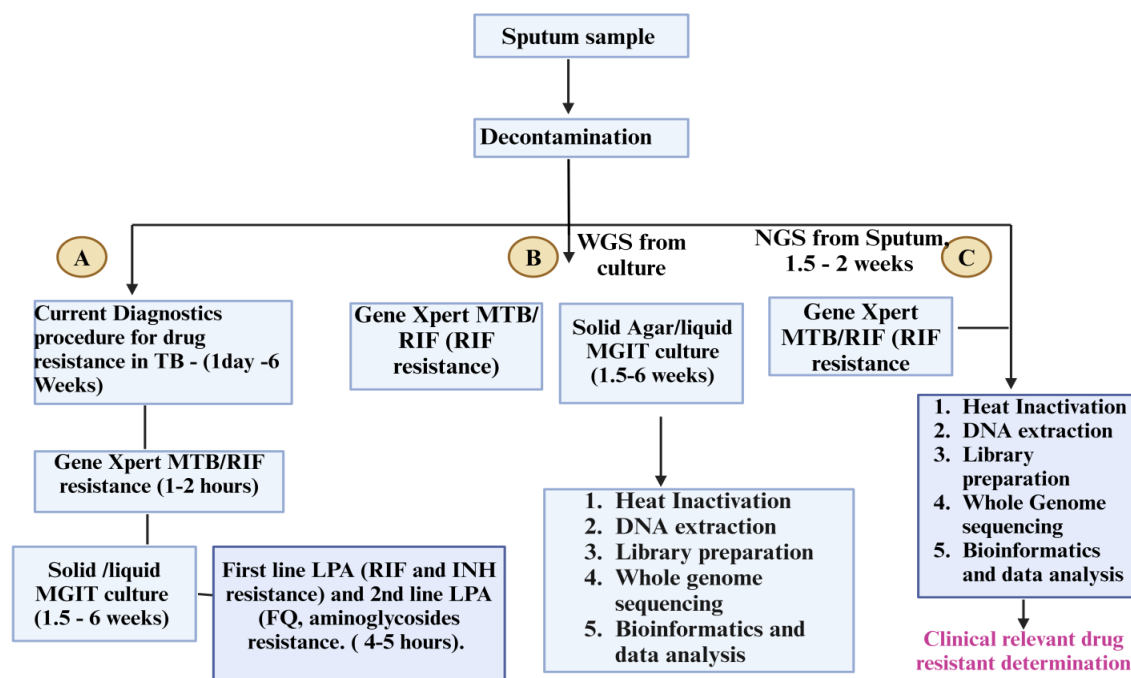 Sputum sample
Decontamination
A
Current Diagnostics
procedure for drug
resistance in TB - (1day -6
Weeks)
Gene Xpert MTB/RIF
resistance (1-2 hours)
Solid /liquid
MGIT culture
(1.5 - 6 weeks)
First line LPA (RIF and INH
resistance) and 2nd line LPA
(FQ, aminoglycosides
resistance. ( 4-5 hours).
B
WGS from
culture
Gene Xpert MTB/
RIF (RIF
resistance)
Solid Agar/liquid
MGIT culture
(1.5-6 weeks)
1. Heat Inactivation
2. DNA extraction
3. Library preparation
4. Whole genome
sequencing
5. Bioinformatics and
data analysis
NGS from Sputum,
1.5 - 2 weeks
C
Gene Xpert
MTB/RIF (RIF
resistance
1. Heat Inactivation
2. DNA extraction
3. Library
preparation
4. Whole Genome
sequencing
5. Bioinformatics
and data analysis
Clinical relevant drug
resistant determination